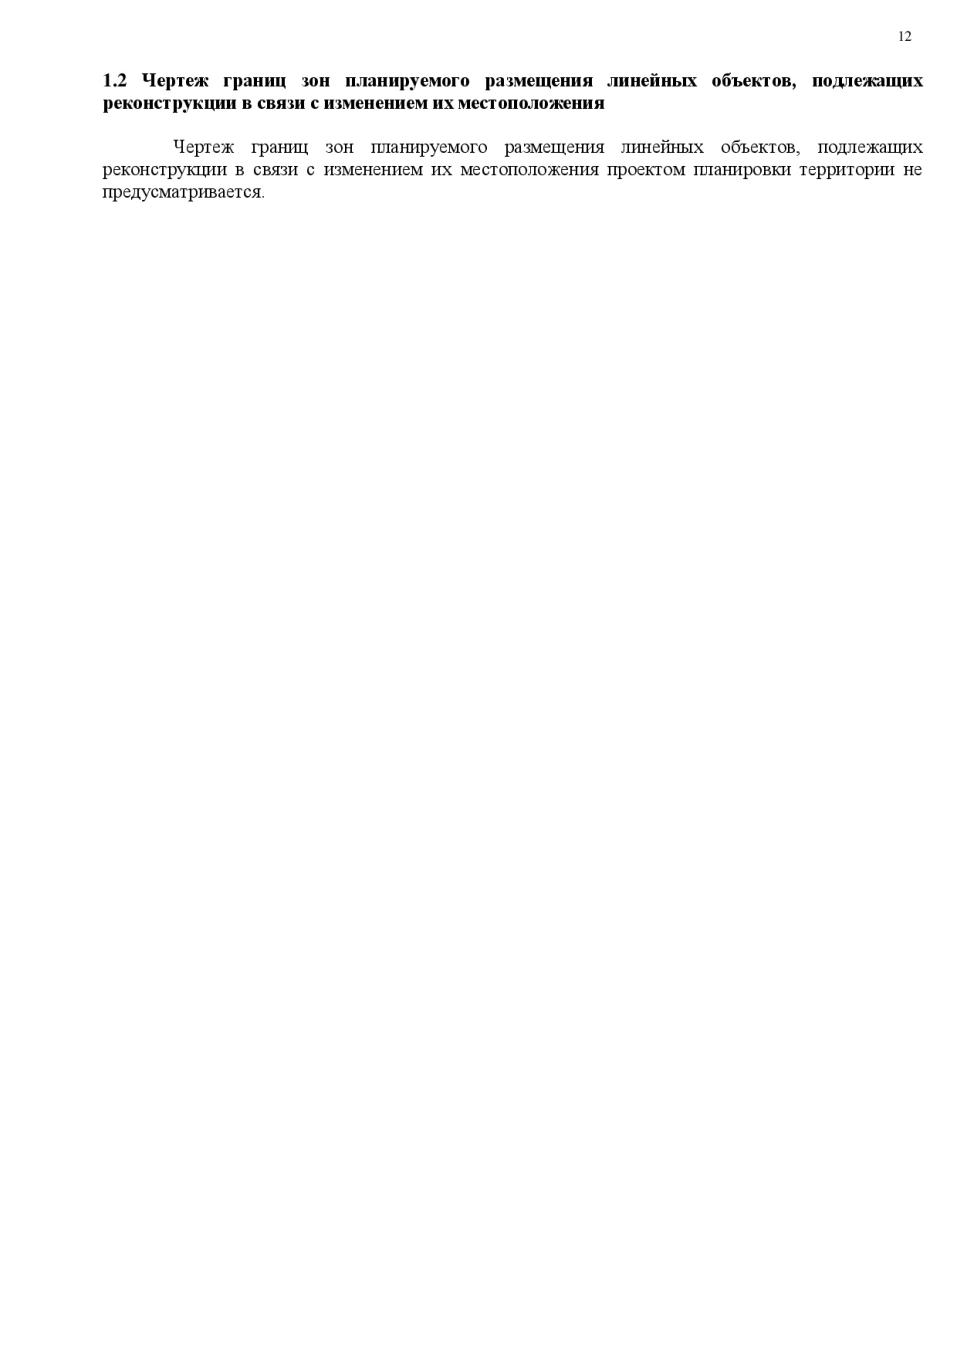 12
1.2 Чертеж границ зон планируемого размещения линейных объектов, подлежащих
реконструкции в связи с изменением их местоположения
Чертеж границ зон планируемого размещения линейных объектов, подлежащих
реконструкции в связи с изменением их местоположения проектом планировки территории не
предусматривается.